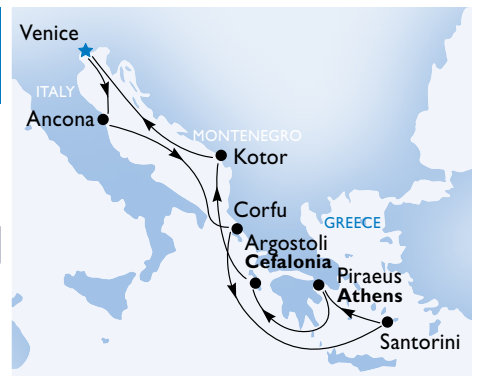 Venice
ITALY
Ancona
MONTENEGRO
Kotor
Corfu
GREECE
Argostoli
Cefalonia
Piraeus
Athens
Santorini